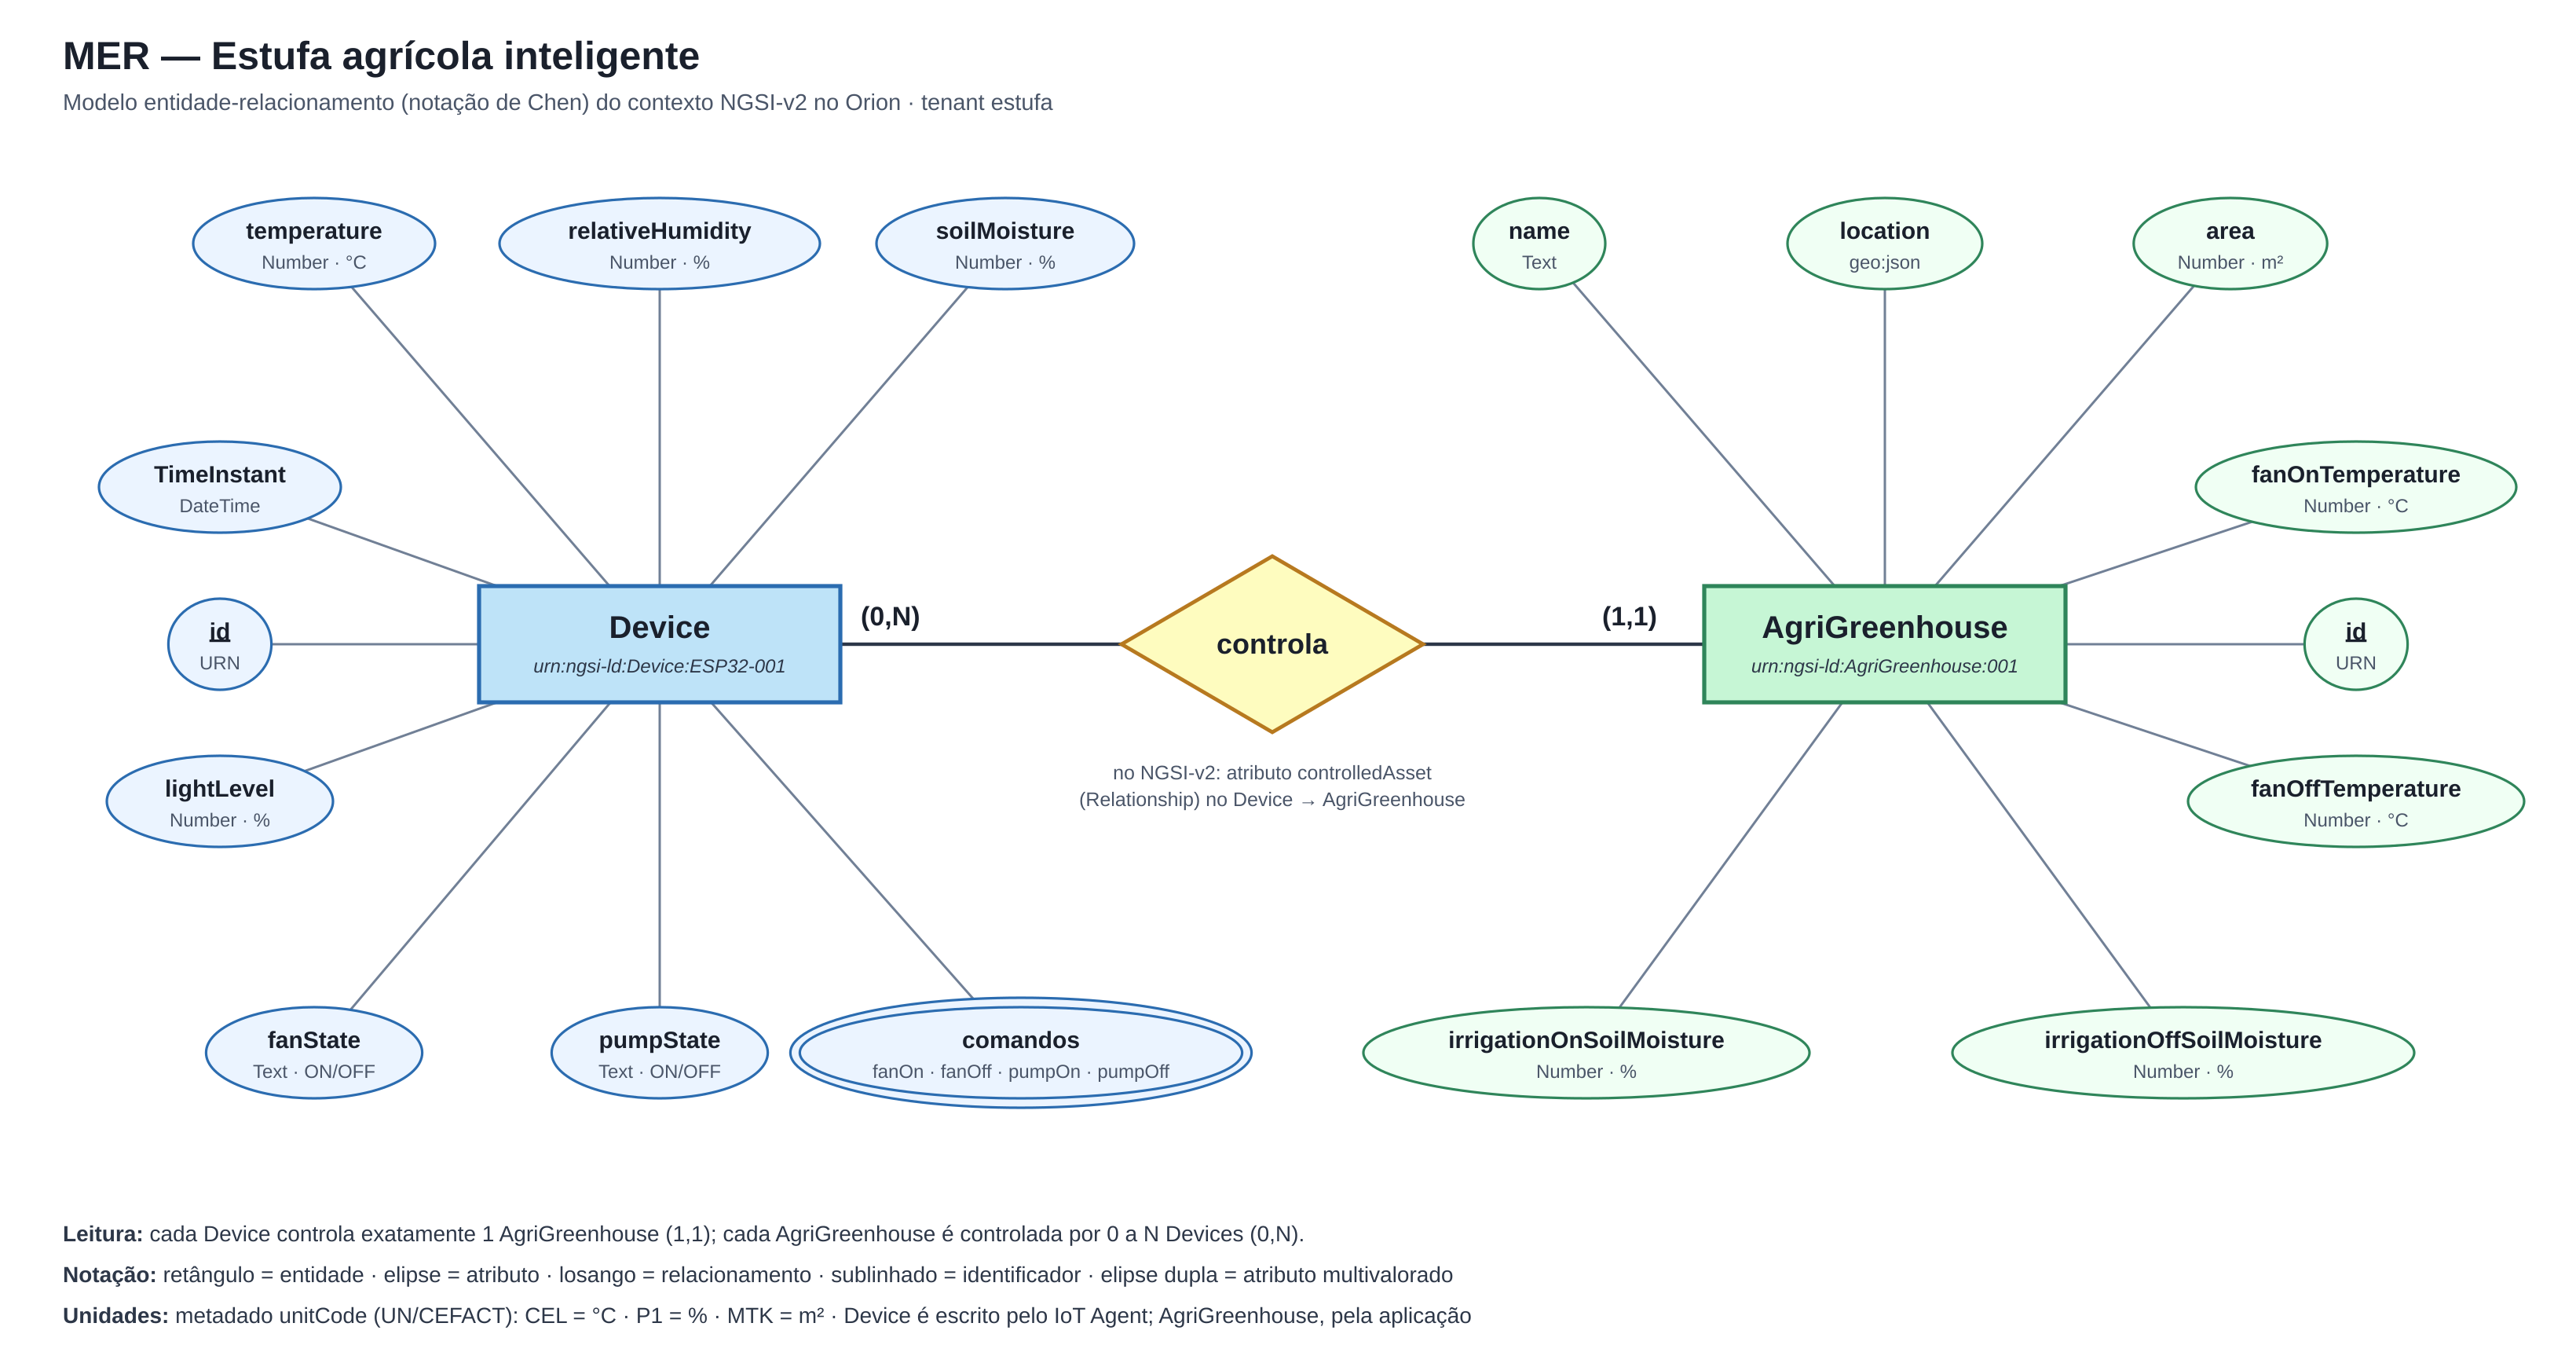 MER — Estufa agrícola inteligente
Modelo entidade-relacionamento (notação de Chen) do contexto NGSI-v2 no Orion · tenant estufa
temperature
Number · °C
relativeHumidity
Number · %
soilMoisture
Number · %
name
Text
location
geo:json
area
Number · m²
TimeInstant
DateTime
fanOnTemperature
Number · °C
id
URN
Device
urn:ngsi-ld:Device:ESP32-001
(0,N)
controla
(1,1)
AgriGreenhouse
urn:ngsi-ld:AgriGreenhouse:001
id
URN
no NGSI-v2: atributo controlledAsset
(Relationship) no Device → AgriGreenhouse
lightLevel
Number · %
fanOffTemperature
Number · °C
fanState
Text · ON/OFF
pumpState
Text · ON/OFF
comandos
fanOn · fanOff · pumpOn · pumpOff
irrigationOnSoilMoisture
Number · %
irrigationOffSoilMoisture
Number · %
Leitura: cada Device controla exatamente 1 AgriGreenhouse (1,1); cada AgriGreenhouse é controlada por 0 a N Devices (0,N).
Notação: retângulo = entidade · elipse = atributo · losango = relacionamento · sublinhado = identificador · elipse dupla = atributo multivalorado
Unidades: metadado unitCode (UN/CEFACT): CEL = °C · P1 = % · MTK = m² · Device é escrito pelo IoT Agent; AgriGreenhouse, pela aplicação